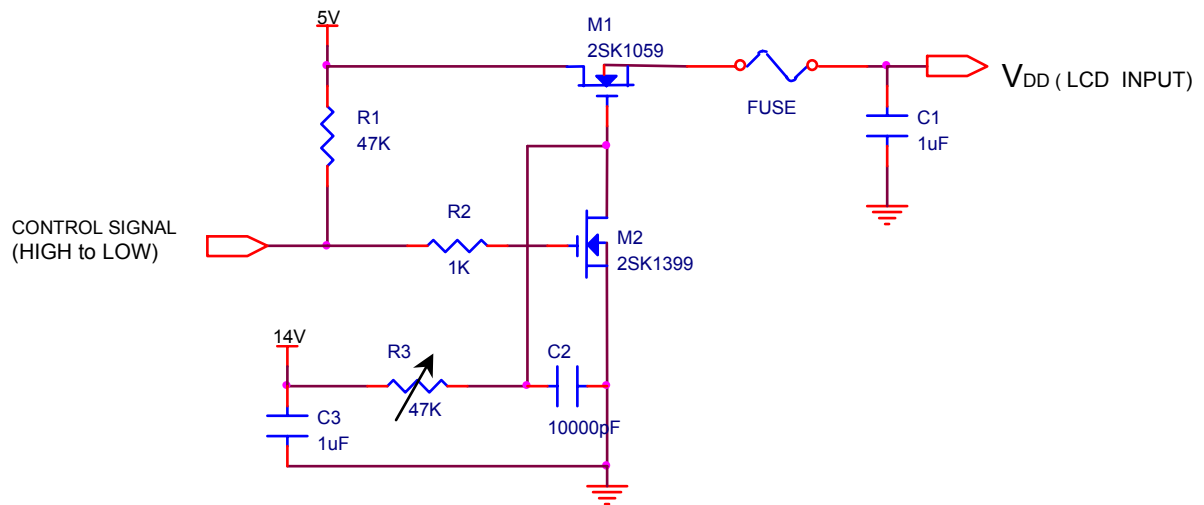 5V
M1
2SK1059
FUSE
VDD ( LCD INPUT)
R1
47K
C1
1uF
CONTROL SIGNAL
(HIGH to LOW)
R2
1K
M2
2SK1399
14V
R3
47K
C2
10000pF
C3
1uF